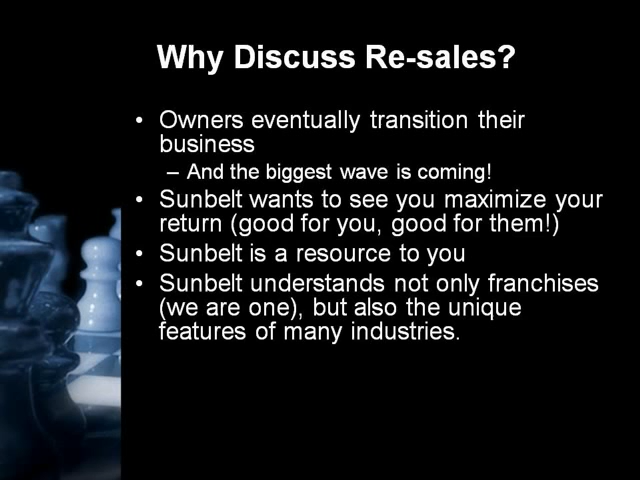 Why Discuss Re-sales?
• Owners eventually transition their
business
– And the biggest wave is coming!
• Sunbelt wants to see you maximize your
return (good for you, good for them!)
• Sunbelt is a resource to you
• Sunbelt understands not only franchises
(we are one), but also the unique
features of many industries.